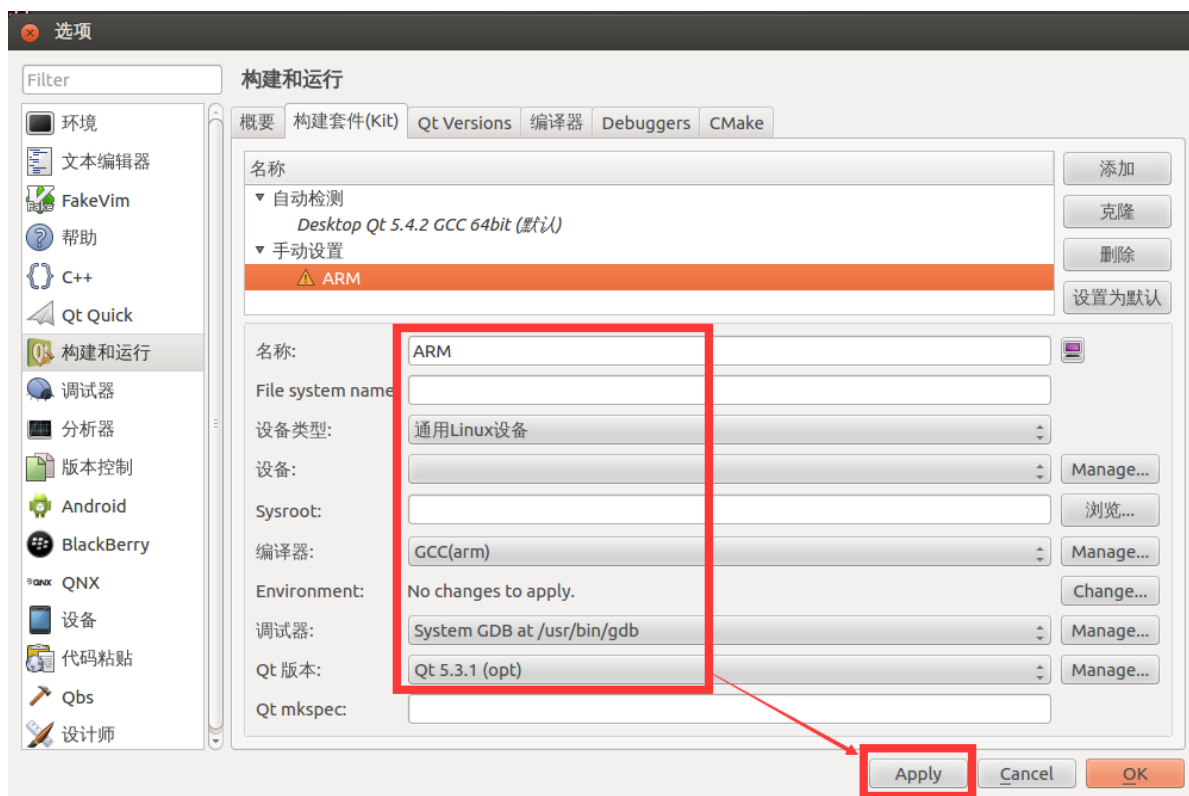 选项
Filter
环境
文本编辑器
FakeVim
帮助
C++
Qt Quick
构建和运行
调试器
分析器
版本控制
Android
BlackBerry
QNX
设备
代码粘贴
Qbs
设计师
构建和运行
概要 构建套件(Kit) Qt Versions 编译器 Debuggers CMake
名称
自动检测
Desktop Qt 5.4.2 GCC 64bit (默认)
手动设置
ARM
添加
克隆
删除
设置为默认
名称: ARM
File system name
设备类型: 通用Linux设备
设备: Manage...
Sysroot: 浏览...
编译器: GCC(arm) Manage...
Environment: No changes to apply. Change...
调试器: System GDB at /usr/bin/gdb Manage...
Qt 版本: Qt 5.3.1 (opt) Manage...
Qt mkspec:
Apply Cancel OK